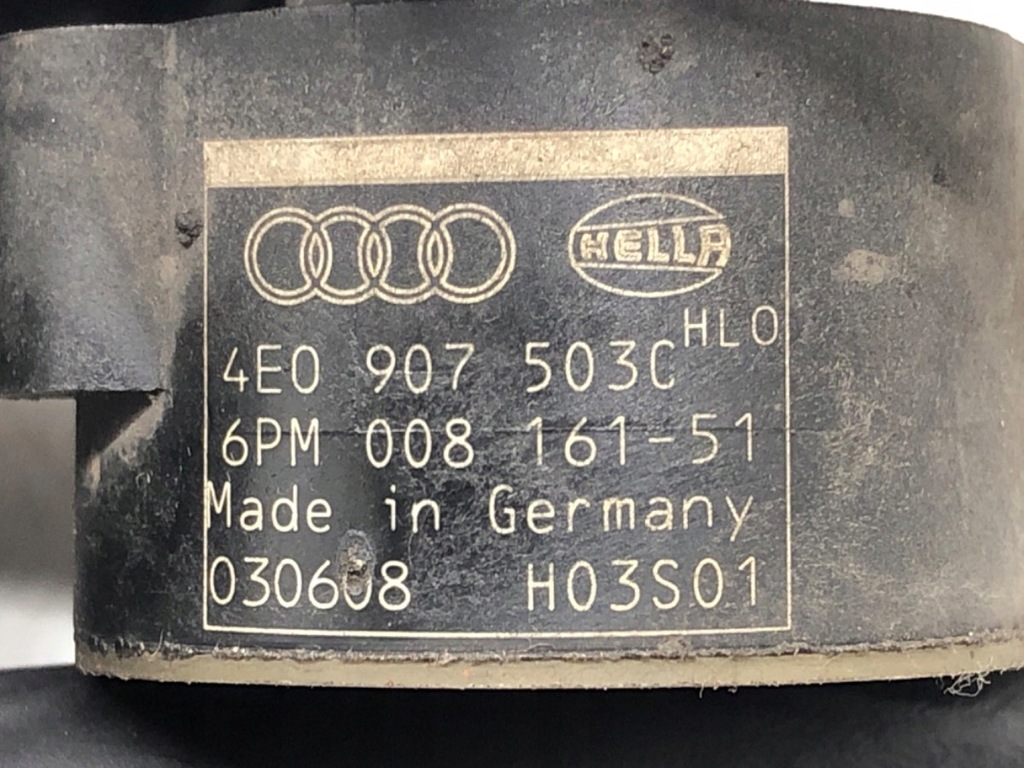 HELLA
HLO
4E0 907 503C
6PM 008 161-51
Made in Germany
030608 H03S01